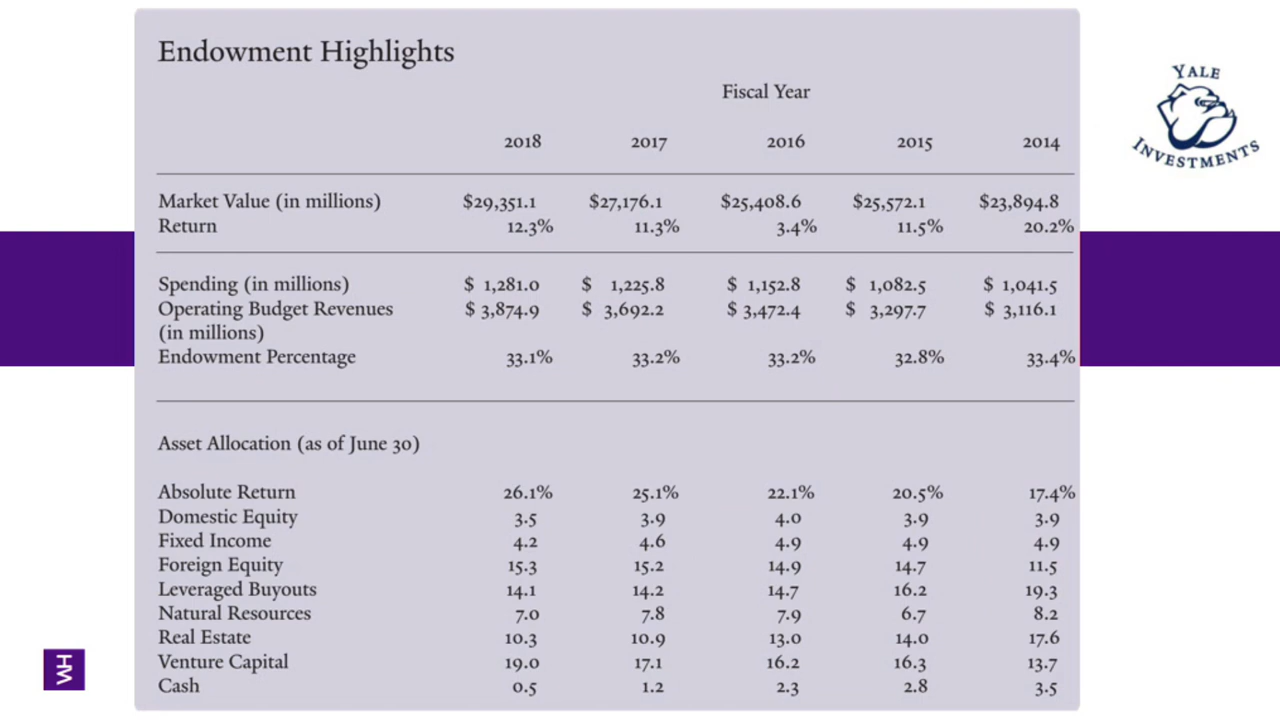 Endowment Highlights
Fiscal Year
2018 2017 2016 2015 2014
Market Value (in millions) $29,351.1 $27,176.1 $25,408.6 $25,572.1 $23,894.8
Return 12.3% 11.3% 3.4% 11.5% 20.2%
Spending (in millions) $ 1,281.0 $ 1,225.8 $ 1,152.8 $ 1,082.5 $ 1,041.5
Operating Budget Revenues $ 3,874.9 $ 3,692.2 $ 3,472.4 $ 3,297.7 $ 3,116.1
(in millions)
Endowment Percentage 33.1% 33.2% 33.2% 32.8% 33.4%
Asset Allocation (as of June 30)
Absolute Return 26.1% 25.1% 22.1% 20.5% 17.4%
Domestic Equity 3.5 3.9 4.0 3.9 3.9
Fixed Income 4.2 4.6 4.9 4.9 4.9
Foreign Equity 15.3 15.2 14.9 14.7 11.5
Leveraged Buyouts 14.1 14.2 14.7 16.2 19.3
Natural Resources 7.0 7.8 7.9 6.7 8.2
Real Estate 10.3 10.9 13.0 14.0 17.6
Venture Capital 19.0 17.1 16.2 16.3 13.7
Cash 0.5 1.2 2.3 2.8 3.5
YALE
INVESTMENTS
HW